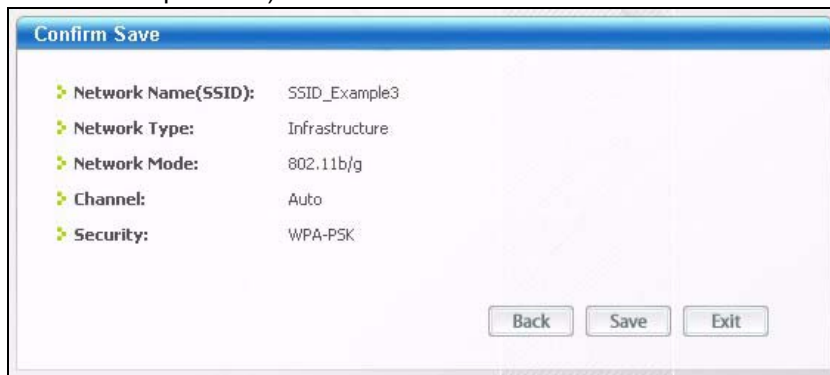 Confirm Save
Network Name(SSID): SSID_Example3
Network Type: Infrastructure
Network Mode: 802.11b/g
Channel: Auto
Security: WPA-PSK
Back Save Exit